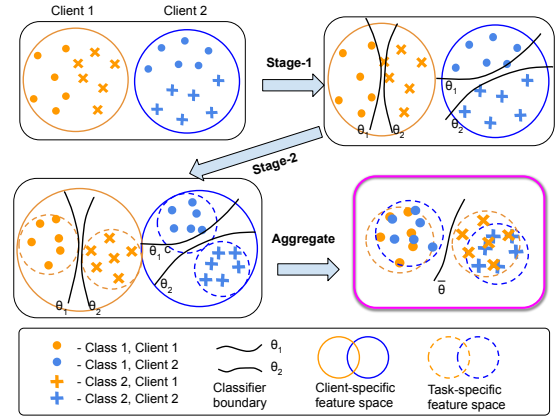 Client 1
Client 2
Stage-1
θ1
θ2
θ1
θ2
Stage-2
θ1
θ2
θ1 C
θ2
Aggregate
θ̅
- Class 1, Client 1
- Class 1, Client 2
- Class 2, Client 1
- Class 2, Client 2
θ1
θ2
Classifier
boundary
Client-specific
feature space
Task-specific
feature space